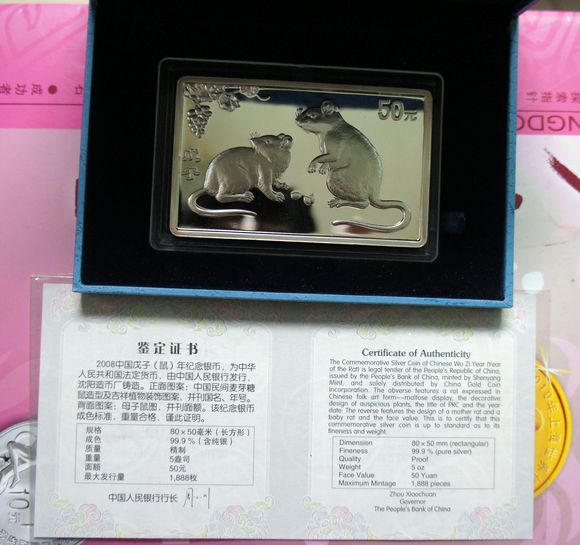 50元
戊子
成功者
探索指针
NGDO
鉴定证书
2008中国戊子（鼠）年纪念银币，为中华
人民共和国法定货币，由中国人民银行发行，
沈阳造币厂铸造。正面图案：中国民间麦芽糖
鼠造型及吉祥植物装饰图案，并刊国名、年号。
背面图案：母子鼠图，并刊面额。该纪念银币
成色标准，重量合格，谨此证明。
规格 80×50毫米（长方形）
成色 99.9％（含纯银）
质量 精制
重量 5盎司
面额 50元
最大发行量 1,888枚
中国人民银行行长
Certificate of Authenticity
The Commemorative Silver Coin of Chinese Wu Zi Year (Year
of the Rat) is legal tender of the People's Republic of China,
issued by the People's Bank of China, minted by Shenyang
Mint, and solely distributed by China Gold Coin
Incorporation. The obverse features a rat expressed in
Chinese folk art form--maltose display, the decorative
design of auspicious plants, the title of PRC and the year
date. The reverse features the design of a mother rat and a
baby rat and the face value. This is to certify that this
commemorative silver coin is up to standard as to its
fineness and weight.
Dimension 80×50 mm (rectangular)
Fineness 99.9 % (pure silver)
Quality Proof
Weight 5 oz
Face Value 50 Yuan
Maximum Mintage 1,888 pieces
Zhou Xiaochuan
Governor
The People's Bank of China
10元